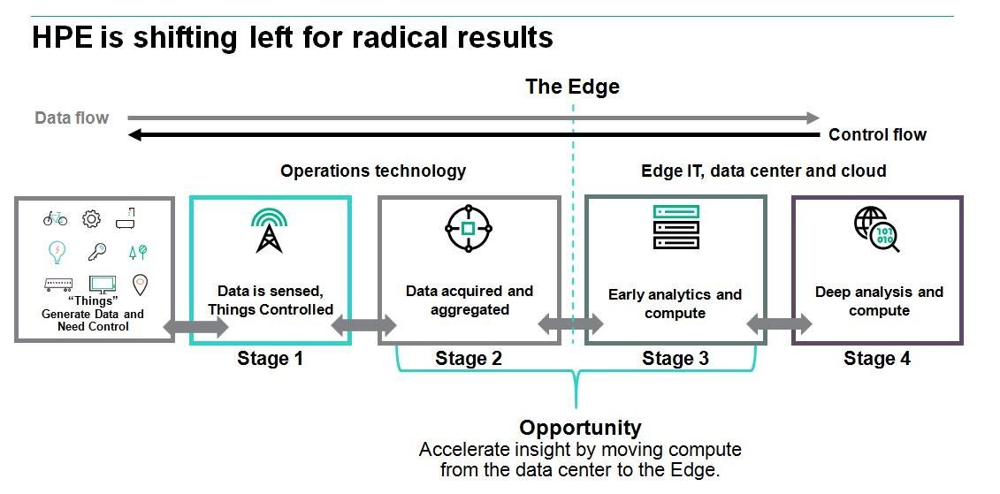 HPE is shifting left for radical results
The Edge
Data flow
Control flow
Operations technology
Edge IT, data center and cloud
“Things”
Generate Data and
Need Control
Data is sensed,
Things Controlled
Data acquired and
aggregated
Early analytics and
compute
101
010
Deep analysis and
compute
Stage 1
Stage 2
Stage 3
Stage 4
Opportunity
Accelerate insight by moving compute
from the data center to the Edge.